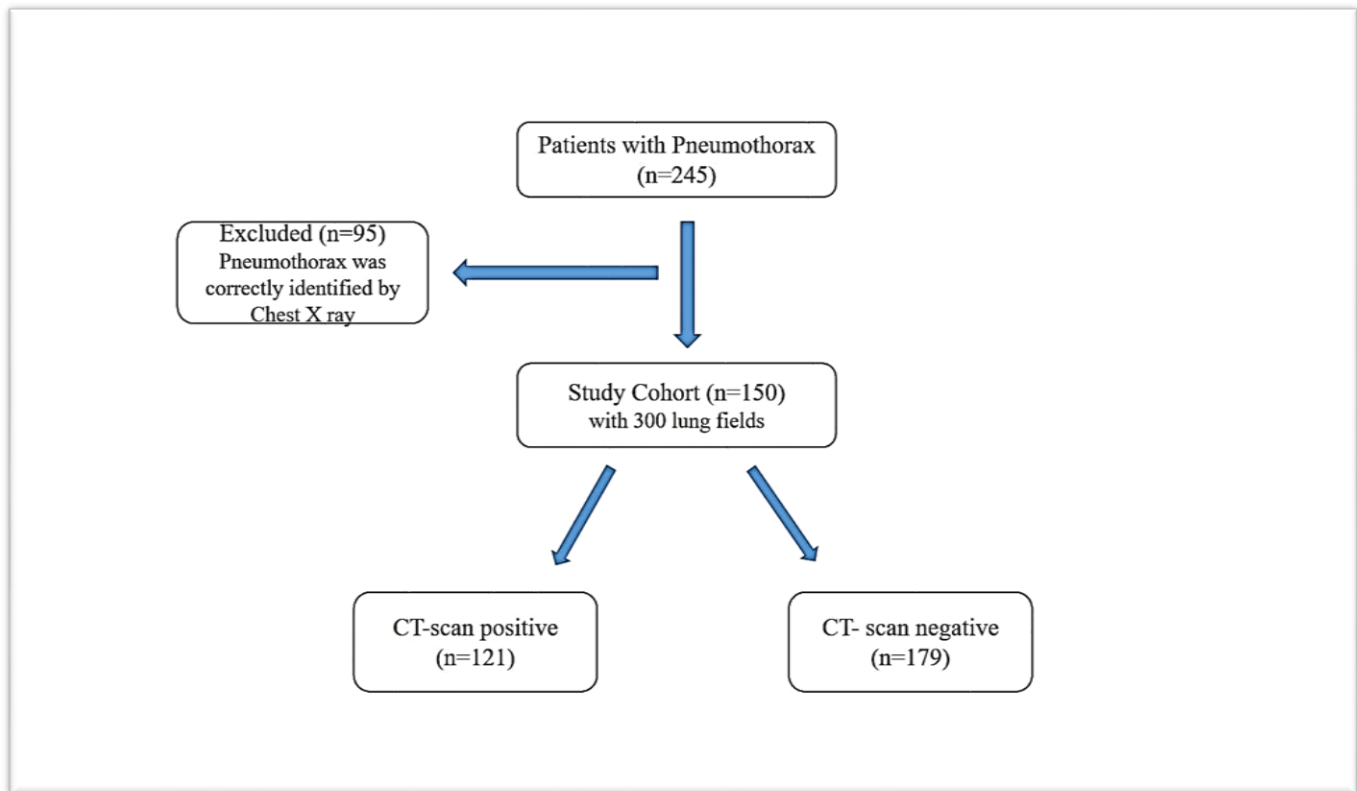 Patients with Pneumothorax
(n=245)
Excluded (n=95)
Pneumothorax was
correctly identified by
Chest X ray
Study Cohort (n=150)
with 300 lung fields
CT-scan positive
(n=121)
CT- scan negative
(n=179)